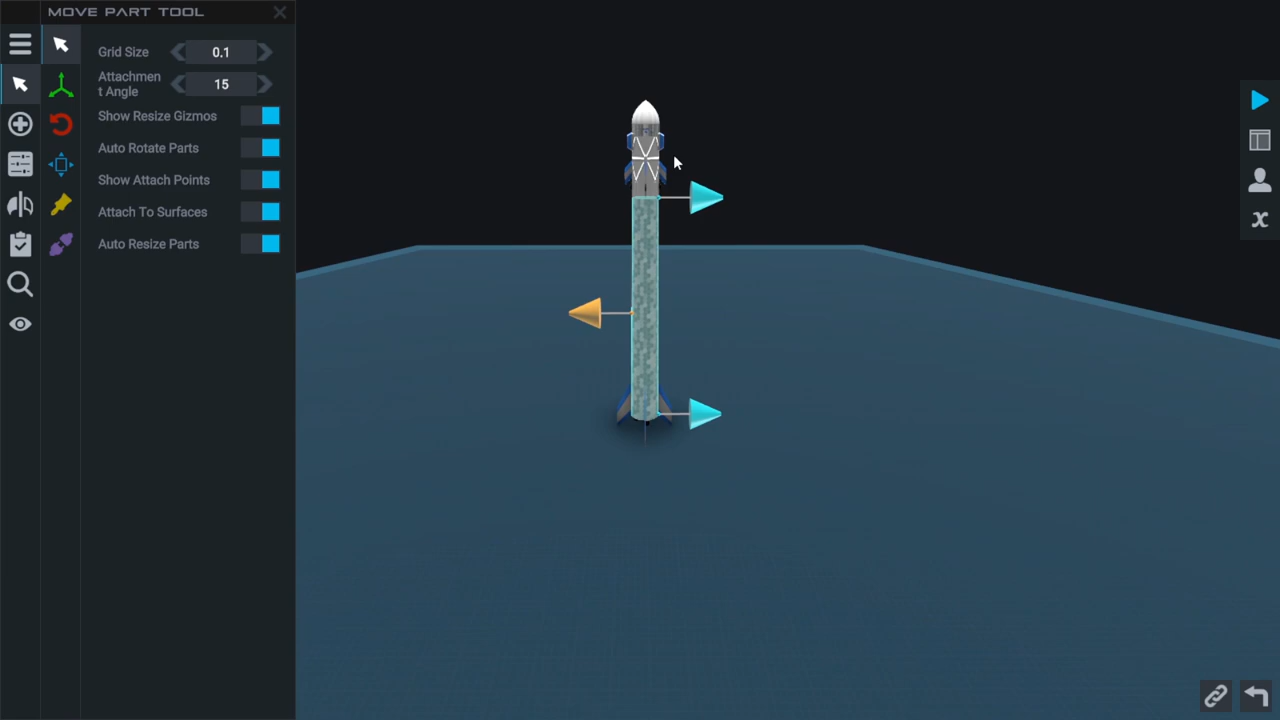 MOVE PART TOOL
Grid Size 0.1
Attachmen
t Angle 15
Show Resize Gizmos
Auto Rotate Parts
Show Attach Points
Attach To Surfaces
Auto Resize Parts
x